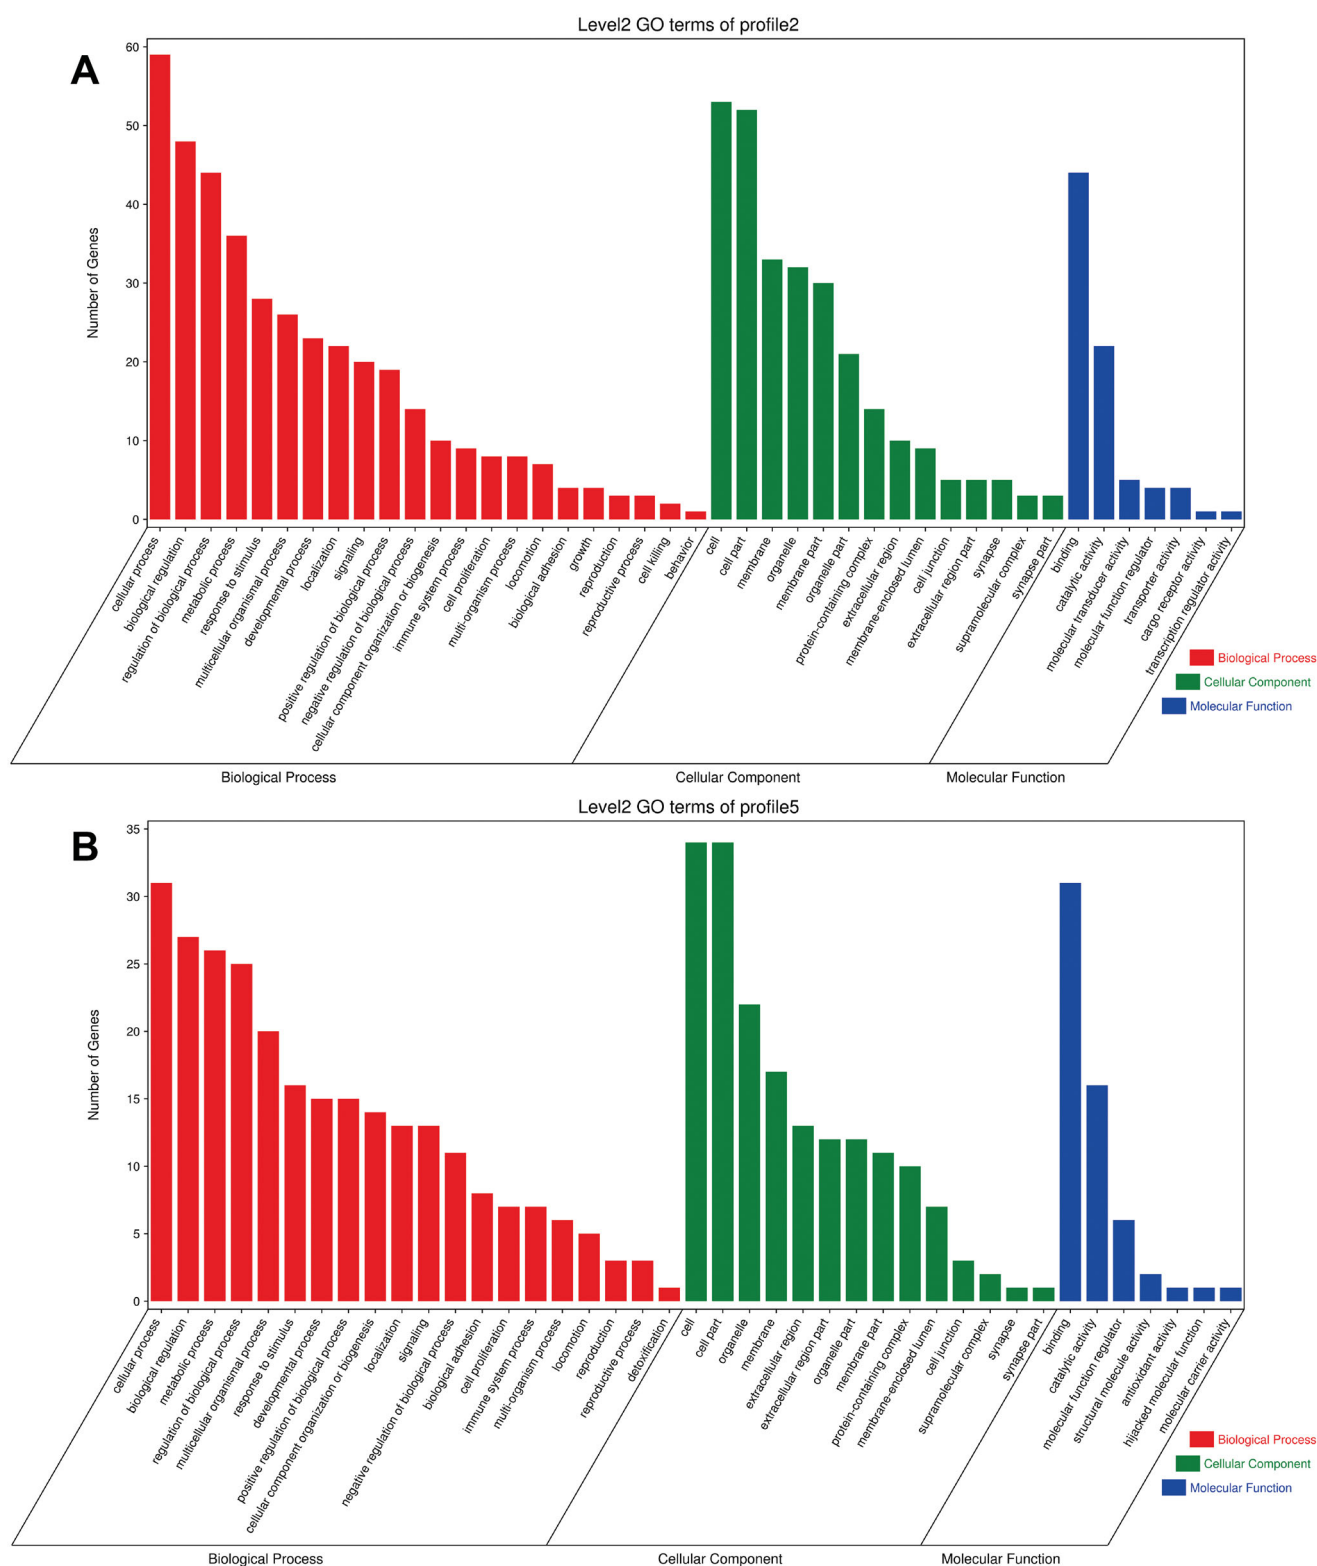 Level2 GO terms of profile2
A
Number of Genes
60
50
40
30
20
10
0
cellular process
biological regulation
regulation of biological process
metabolic process
response to stimulus
multicellular organismal process
developmental process
localization
signaling
positive regulation of biological process
negative regulation of biological process
cellular component organization or biogenesis
immune system process
cell proliferation
multi-organism process
locomotion
biological adhesion
growth
reproduction
reproductive process
cell killing
behavior
cell
cell part
membrane
organelle
membrane part
organelle part
protein-containing complex
extracellular region
membrane-enclosed lumen
cell junction
extracellular region part
synapse
supramolecular complex
synapse part
binding
catalytic activity
molecular transducer activity
molecular function regulator
transporter activity
cargo receptor activity
transcription regulator activity
Biological Process
Cellular Component
Molecular Function
Biological Process
Cellular Component
Molecular Function
Level2 GO terms of profile5
B
Number of Genes
35
30
25
20
15
10
5
0
cellular process
biological regulation
metabolic process
regulation of biological process
multicellular organismal process
response to stimulus
developmental process
positive regulation of biological process
cellular component organization or biogenesis
localization
signaling
negative regulation of biological process
biological adhesion
cell proliferation
immune system process
multi-organism process
locomotion
reproduction
reproductive process
detoxification
cell
cell part
organelle
membrane
extracellular region
extracellular region part
organelle part
membrane part
protein-containing complex
membrane-enclosed lumen
cell junction
supramolecular complex
synapse
synapse part
binding
catalytic activity
molecular function regulator
structural molecule activity
antioxidant activity
hijacked molecular function
molecular carrier activity
Biological Process
Cellular Component
Molecular Function
Biological Process
Cellular Component
Molecular Function